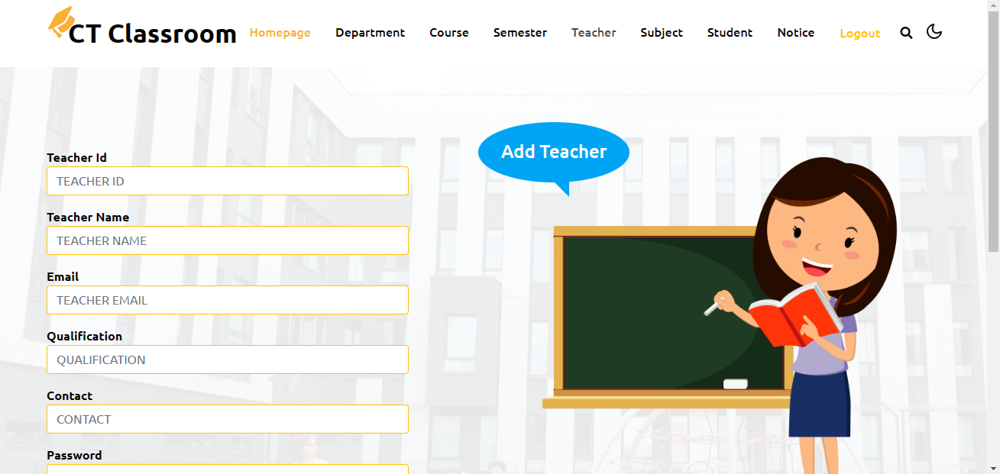 CT Classroom
Homepage Department Course Semester Teacher Subject Student Notice Logout
Add Teacher
Teacher Id
TEACHER ID
Teacher Name
TEACHER NAME
Email
TEACHER EMAIL
Qualification
QUALIFICATION
Contact
CONTACT
Password